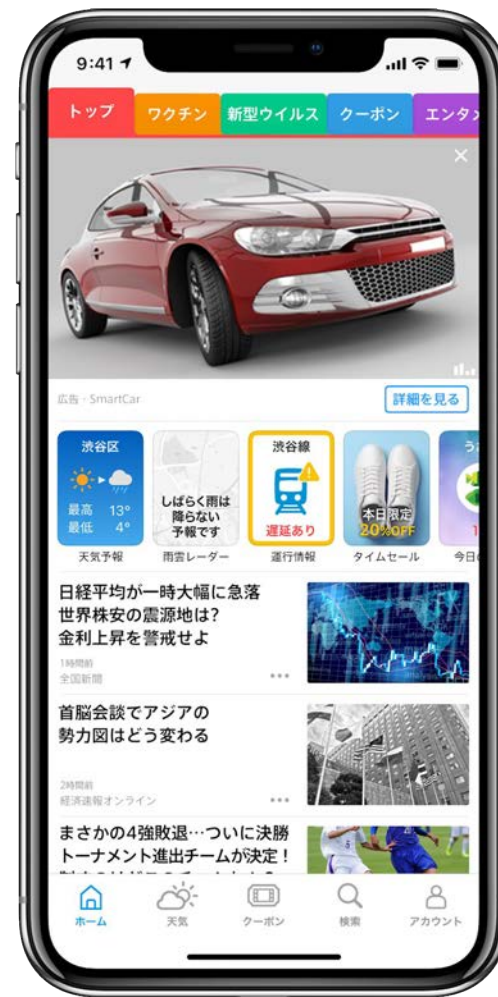 9:41
トップ
ワクチン
新型ウイルス
クーポン
エンタメ
広告・SmartCar
詳細を見る
渋谷区
最高 13°
最低 4°
天気予報
しばらく雨は
降らない
予報です
雨雲レーダー
渋谷線
遅延あり
運行情報
本日限定
20%OFF
タイムセール
今日の
日経平均が一時大幅に急落
世界株安の震源地は?
金利上昇を警戒せよ
1時間前
全国新聞
首脳会談でアジアの
勢力図はどう変わる
2時間前
経済速報オンライン
まさかの4強敗退…ついに決勝
トーナメント進出チームが決定!
ホーム
天気
クーポン
検索
アカウント